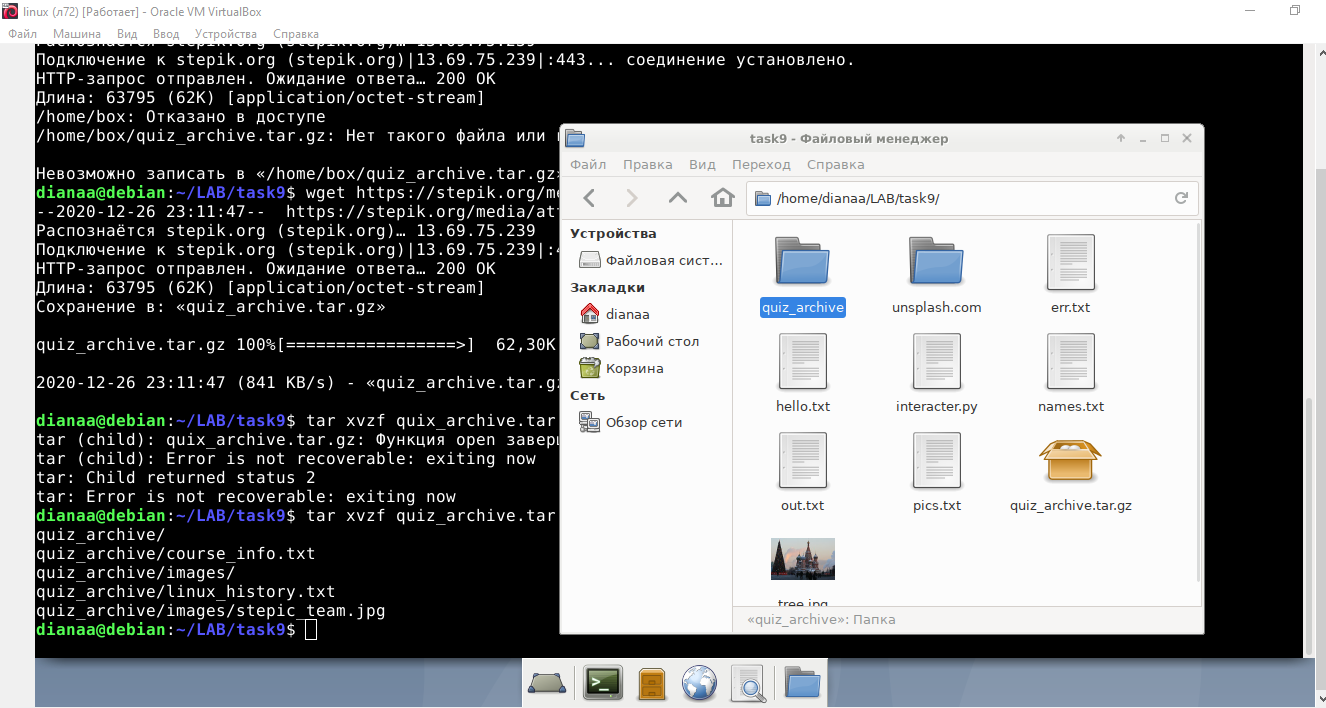 linux (л72) [Работает] - Oracle VM VirtualBox
Файл Машина Вид Ввод Устройства Справка
Распознаётся stepik.org (stepik.org)… 13.69.75.239
Подключение к stepik.org (stepik.org)|13.69.75.239|:443... соединение установлено.
HTTP-запрос отправлен. Ожидание ответа… 200 OK
Длина: 63795 (62K) [application/octet-stream]
/home/box: Отказано в доступе
/home/box/quiz_archive.tar.gz: Нет такого файла или
Невозможно записать в «/home/box/quiz_archive.tar.gz»
dianaa@debian:~/LAB/task9$ wget https://stepik.org/me
--2020-12-26 23:11:47-- https://stepik.org/media/att
Распознаётся stepik.org (stepik.org)… 13.69.75.239
Подключение к stepik.org (stepik.org)|13.69.75.239|:4
HTTP-запрос отправлен. Ожидание ответа… 200 OK
Длина: 63795 (62K) [application/octet-stream]
Сохранение в: «quiz_archive.tar.gz»
quiz_archive.tar.gz 100%[=================>] 62,30K
2020-12-26 23:11:47 (841 KB/s) - «quiz_archive.tar.gz
dianaa@debian:~/LAB/task9$ tar xvzf quix_archive.tar
tar (child): quix_archive.tar.gz: Функция open заверш
tar (child): Error is not recoverable: exiting now
tar: Child returned status 2
tar: Error is not recoverable: exiting now
dianaa@debian:~/LAB/task9$ tar xvzf quiz_archive.tar
quiz_archive/
quiz_archive/course_info.txt
quiz_archive/images/
quiz_archive/linux_history.txt
quiz_archive/images/stepic_team.jpg
dianaa@debian:~/LAB/task9$
task9 - Файловый менеджер
Файл Правка Вид Переход Справка
/home/dianaa/LAB/task9/
Устройства
Файловая сист...
Закладки
dianaa
Рабочий стол
Корзина
Сеть
Обзор сети
quiz_archive unsplash.com err.txt
hello.txt interacter.py names.txt
out.txt pics.txt quiz_archive.tar.gz
tree.jpg
«quiz_archive»: Папка